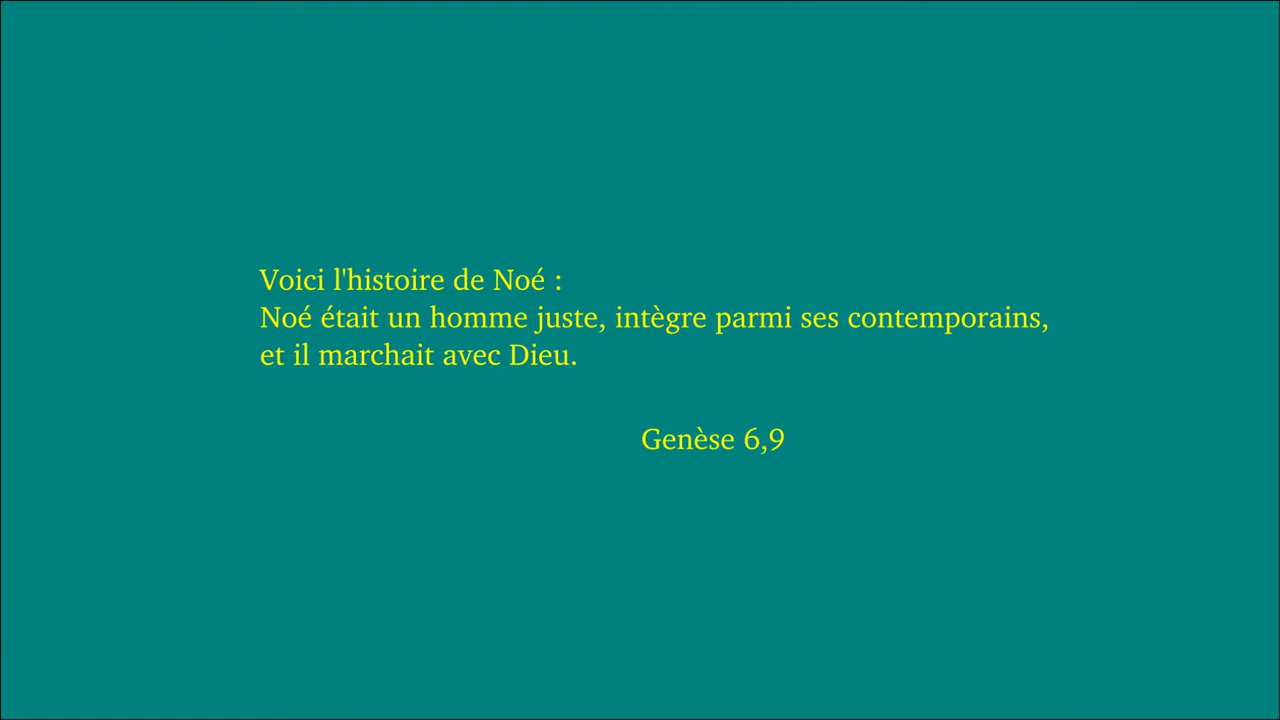 Voici l'histoire de Noé :
Noé était un homme juste, intègre parmi ses contemporains,
et il marchait avec Dieu.
Genèse 6,9